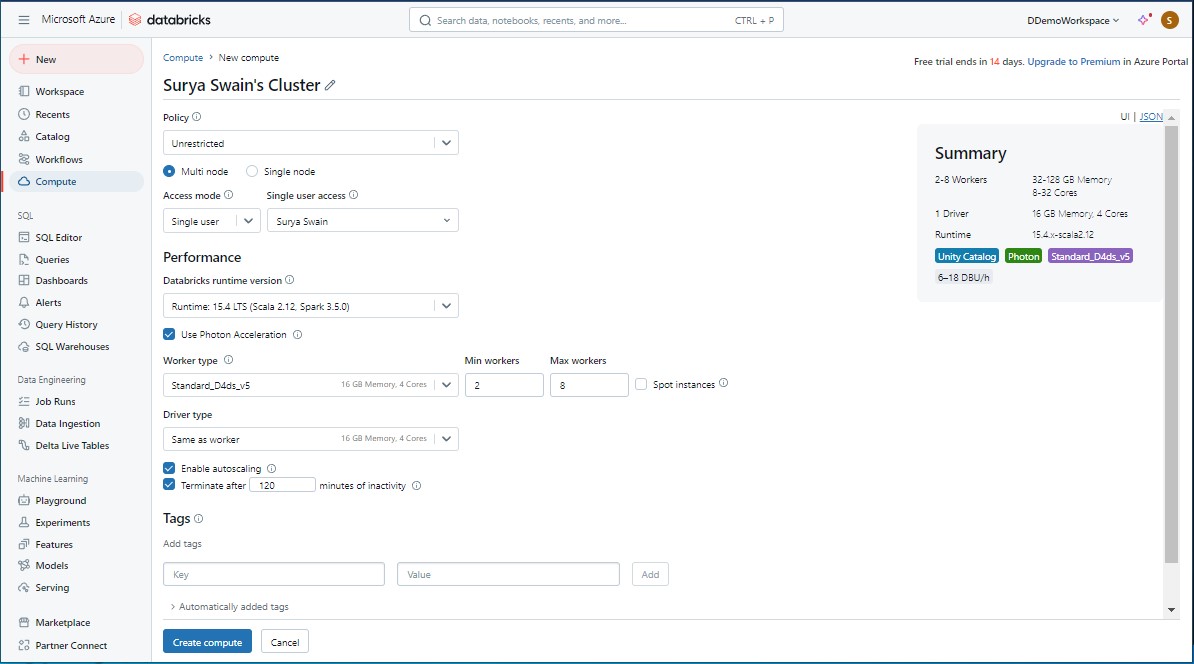 Microsoft Azure databricks
Search data, notebooks, recents, and more... CTRL + P
DDemoWorkspace
S
New
Workspace
Recents
Catalog
Workflows
Compute
SQL
SQL Editor
Queries
Dashboards
Alerts
Query History
SQL Warehouses
Data Engineering
Job Runs
Data Ingestion
Delta Live Tables
Machine Learning
Playground
Experiments
Features
Models
Serving
Marketplace
Partner Connect
Compute > New compute
Free trial ends in 14 days. Upgrade to Premium in Azure Portal
Surya Swain's Cluster
Policy
Unrestricted
Multi node Single node
Access mode Single user access
Single user Surya Swain
Performance
Databricks runtime version
Runtime: 15.4 LTS (Scala 2.12, Spark 3.5.0)
Use Photon Acceleration
Worker type Min workers Max workers
Standard_D4ds_v5 16 GB Memory, 4 Cores 2 8 Spot instances
Driver type
Same as worker 16 GB Memory, 4 Cores
Enable autoscaling
Terminate after 120 minutes of inactivity
Tags
Add tags
Key Value Add
Automatically added tags
Create compute Cancel
UI | JSON
Summary
2-8 Workers 32-128 GB Memory
8-32 Cores
1 Driver 16 GB Memory, 4 Cores
Runtime 15.4.x-scala2.12
Unity Catalog Photon Standard_D4ds_v5
6–18 DBU/h